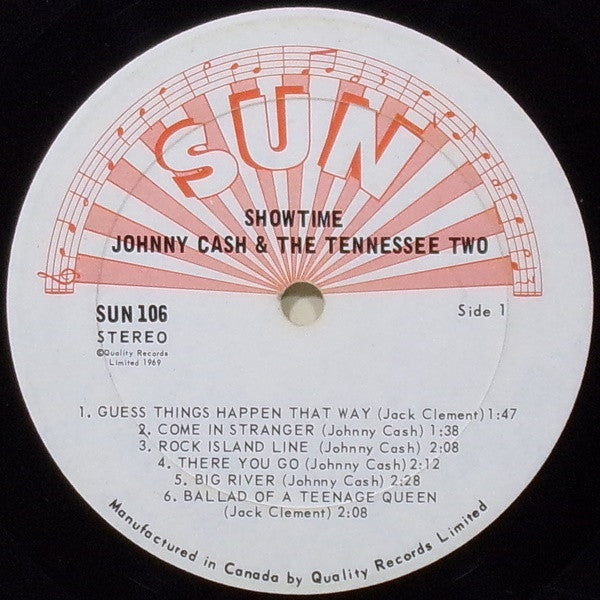 SUN
SHOWTIME
JOHNNY CASH & THE TENNESSEE TWO
SUN 106
STEREO
©Quality Records
Limited 1969
Side 1
1. GUESS THINGS HAPPEN THAT WAY (Jack Clement) 1:47
2. COME IN STRANGER (Johnny Cash) 1:38
3. ROCK ISLAND LINE (Johnny Cash) 2:08
4. THERE YOU GO (Johnny Cash) 2:12
5. BIG RIVER (Johnny Cash) 2:28
6. BALLAD OF A TEENAGE QUEEN
(Jack Clement) 2:08
Manufactured in Canada by Quality Records Limited